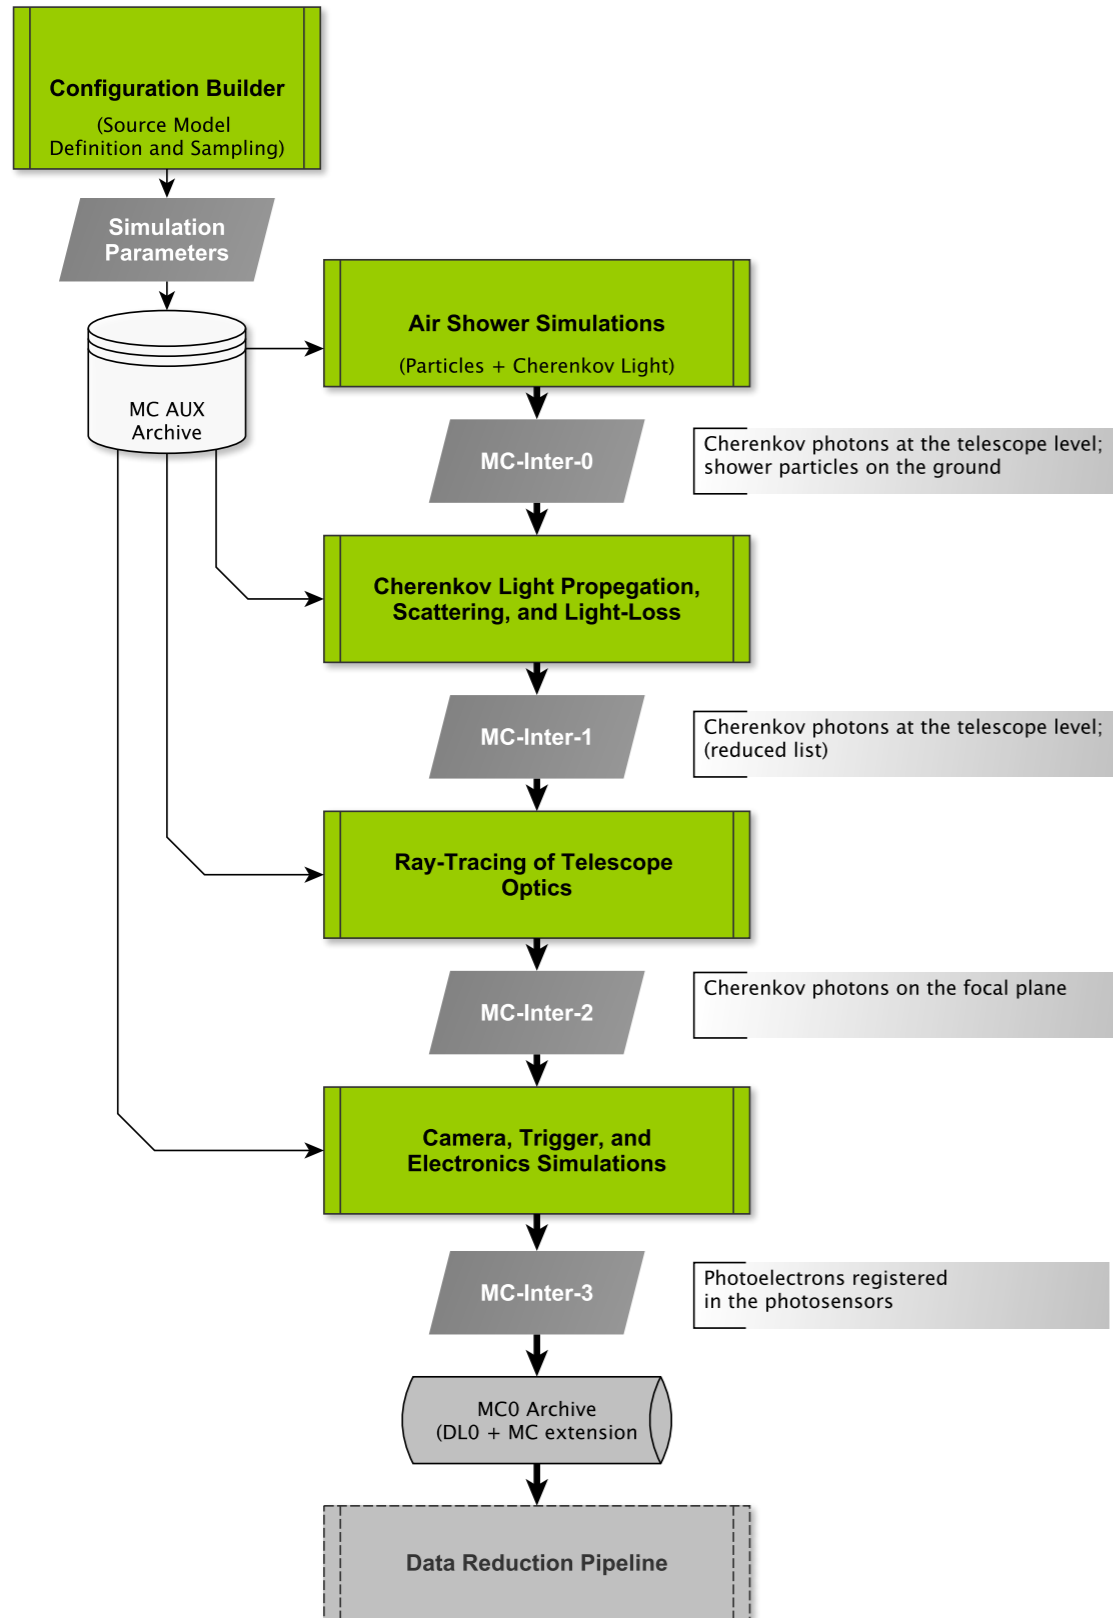 Configuration Builder
(Source Model
Definition and Sampling)
Simulation
Parameters
MC AUX
Archive
Air Shower Simulations
(Particles + Cherenkov Light)
MC-Inter-0
Cherenkov photons at the telescope level;
shower particles on the ground
Cherenkov Light Propegation,
Scattering, and Light-Loss
MC-Inter-1
Cherenkov photons at the telescope level;
(reduced list)
Ray-Tracing of Telescope
Optics
MC-Inter-2
Cherenkov photons on the focal plane
Camera, Trigger, and
Electronics Simulations
MC-Inter-3
Photoelectrons registered
in the photosensors
MC0 Archive
(DL0 + MC extension
Data Reduction Pipeline